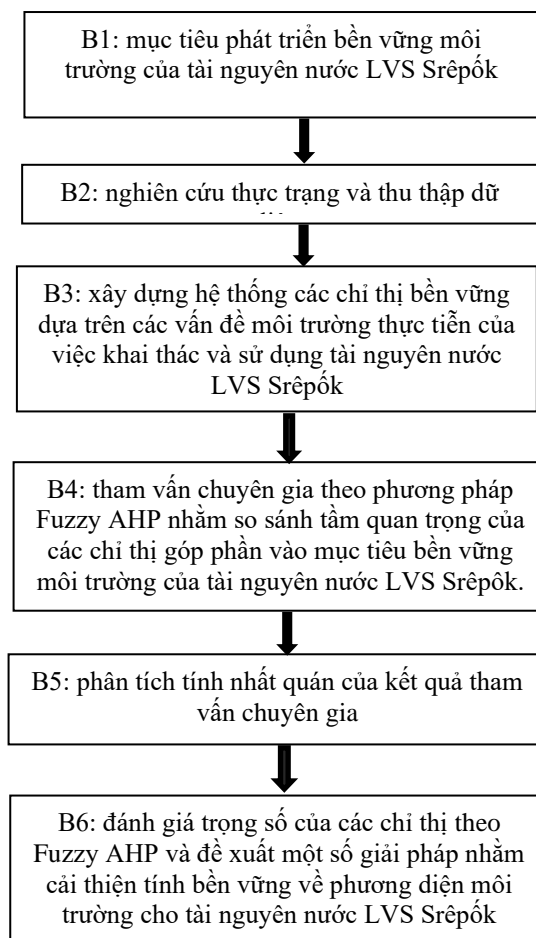 B1: mục tiêu phát triển bền vững môi
trường của tài nguyên nước LVS Srêpốk
B2: nghiên cứu thực trạng và thu thập dữ
B3: xây dựng hệ thống các chỉ thị bền vững
dựa trên các vấn đề môi trường thực tiễn của
việc khai thác và sử dụng tài nguyên nước
LVS Srêpốk
B4: tham vấn chuyên gia theo phương pháp
Fuzzy AHP nhằm so sánh tầm quan trọng của
các chỉ thị góp phần vào mục tiêu bền vững
môi trường của tài nguyên nước LVS Srêpôk.
B5: phân tích tính nhất quán của kết quả tham
vấn chuyên gia
B6: đánh giá trọng số của các chỉ thị theo
Fuzzy AHP và đề xuất một số giải pháp nhằm
cải thiện tính bền vững về phương diện môi
trường cho tài nguyên nước LVS Srêpốk